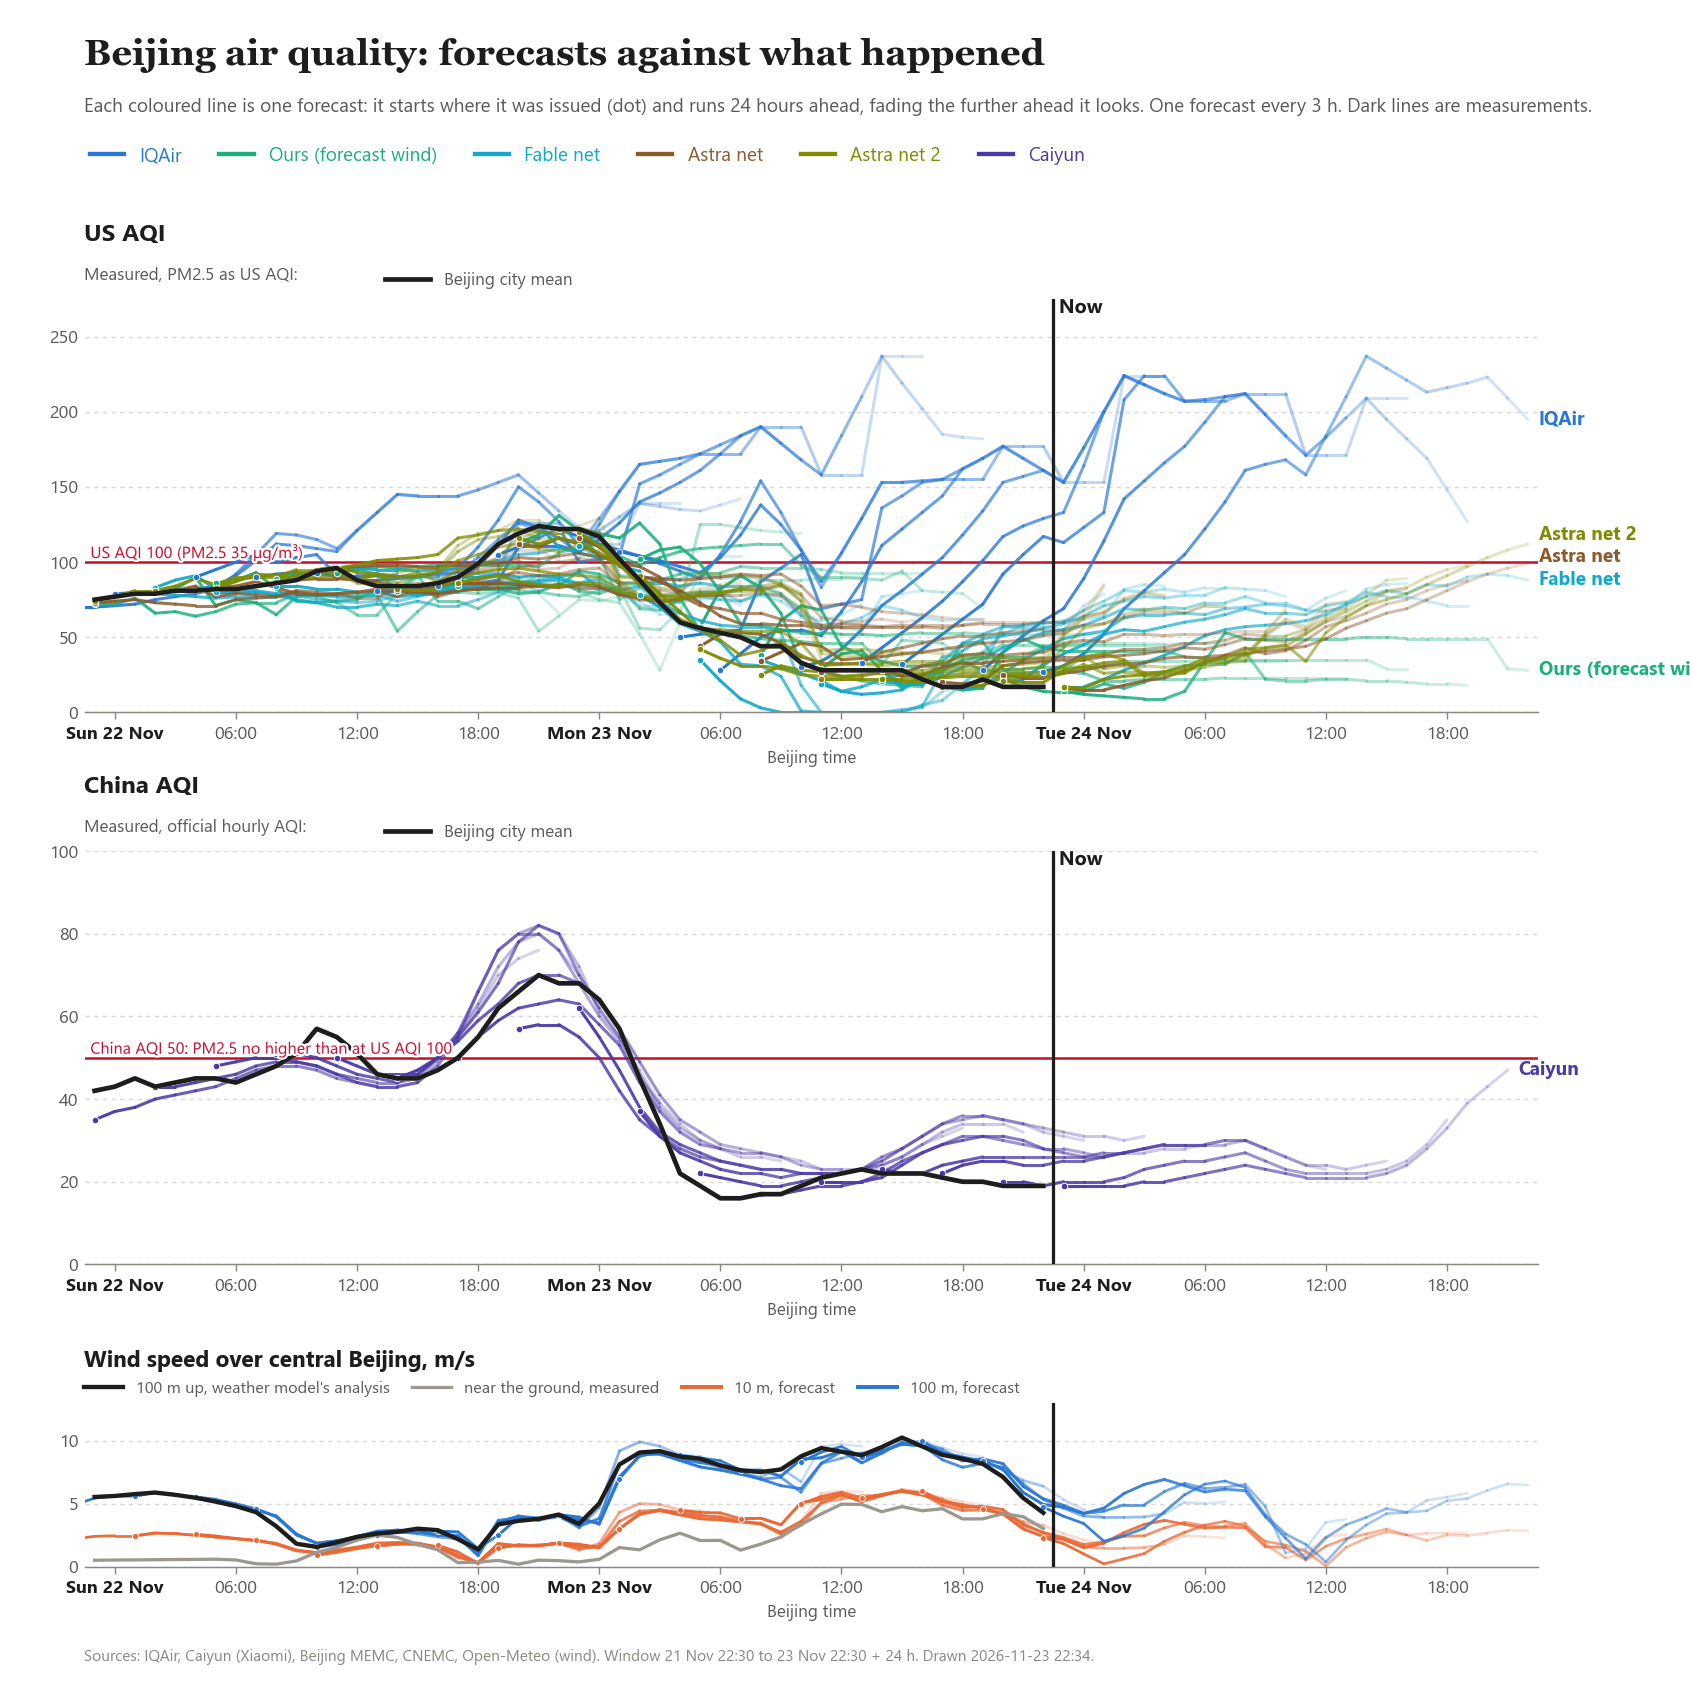 Beijing air quality: forecasts against what happened
Each coloured line is one forecast: it starts where it was issued (dot) and runs 24 hours ahead, fading the further ahead it looks. One forecast every 3 h. Dark lines are measurements.
IQAir Ours (forecast wind) Fable net Astra net Astra net 2 Caiyun
US AQI
Measured, PM2.5 as US AQI: Beijing city mean
Now
250
200
150
100
50
0
US AQI 100 (PM2.5 35 µg/m³)
IQAir
Astra net 2
Astra net
Fable net
Ours (forecast wi
Sun 22 Nov 06:00 12:00 18:00 Mon 23 Nov 06:00 12:00 18:00 Tue 24 Nov 06:00 12:00 18:00
Beijing time
China AQI
Measured, official hourly AQI: Beijing city mean
Now
100
80
60
40
20
0
China AQI 50: PM2.5 no higher than at US AQI 100
Caiyun
Sun 22 Nov 06:00 12:00 18:00 Mon 23 Nov 06:00 12:00 18:00 Tue 24 Nov 06:00 12:00 18:00
Beijing time
Wind speed over central Beijing, m/s
100 m up, weather model's analysis near the ground, measured 10 m, forecast 100 m, forecast
10
5
0
Sun 22 Nov 06:00 12:00 18:00 Mon 23 Nov 06:00 12:00 18:00 Tue 24 Nov 06:00 12:00 18:00
Beijing time
Sources: IQAir, Caiyun (Xiaomi), Beijing MEMC, CNEMC, Open-Meteo (wind). Window 21 Nov 22:30 to 23 Nov 22:30 + 24 h. Drawn 2026-11-23 22:34.